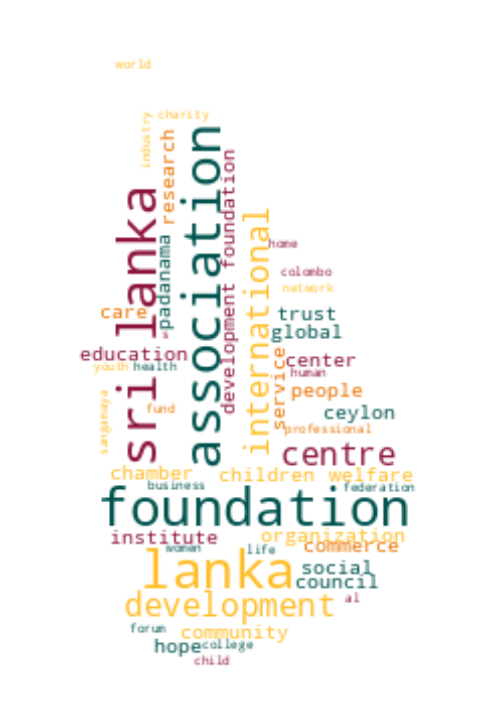 world
charity
industry
research
association
sri lanka
development foundation
padanama
international
home
colombo
network
care
trust
global
education
center
youth
health
human
service
people
fund
ceylon
sanganmaya
professional
centre
chamber
children
welfare
business
federation
foundation
institute
organization
women
life
commerce
lanka
social
council
development
al
forum
community
hope
college
child